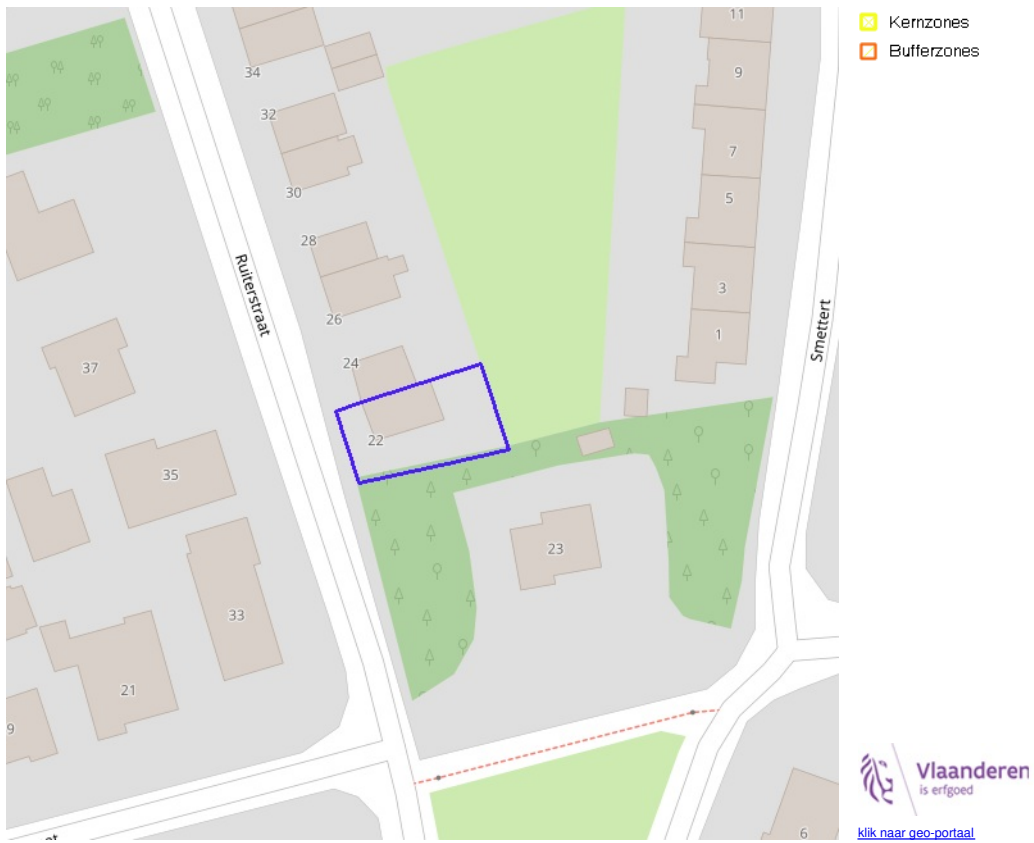 11
9
7
5
3
1
34
32
30
28
26
24
22
37
35
33
21
9
23
6
Ruiterstraat
Smettert
Kernzones
Bufferzones
Vlaanderen
is erfgoed
klik naar geo-portaal